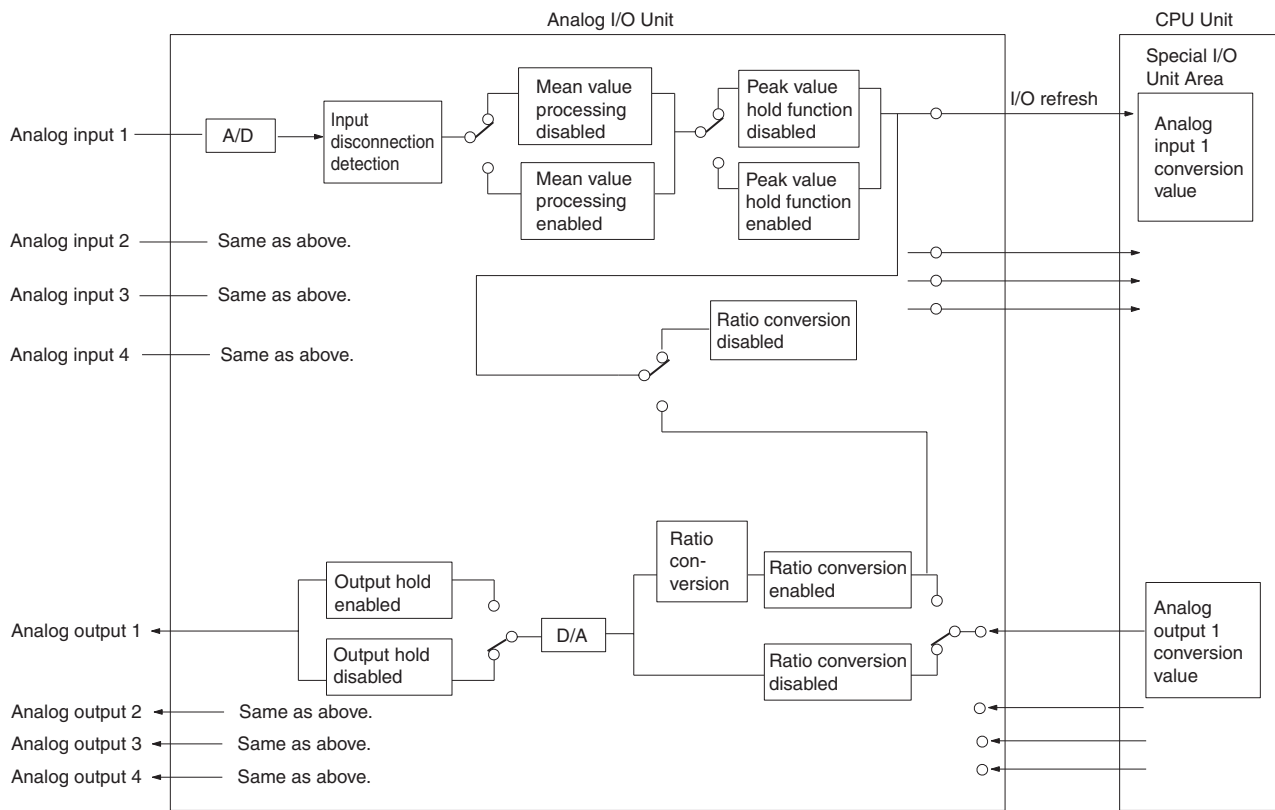 Analog I/O Unit
CPU Unit
Special I/O
Unit Area
I/O refresh
Analog input 1
A/D
Input
disconnection
detection
Mean value
processing
disabled
Mean value
processing
enabled
Peak value
hold function
disabled
Peak value
hold function
enabled
Analog
input 1
conversion
value
Analog input 2
Same as above.
Analog input 3
Same as above.
Analog input 4
Same as above.
Ratio conversion
disabled
Ratio
con-
version
Ratio conversion
enabled
Output hold
enabled
Analog output 1
D/A
Output hold
disabled
Ratio conversion
disabled
Analog
output 1
conversion
value
Analog output 2
Same as above.
Analog output 3
Same as above.
Analog output 4
Same as above.